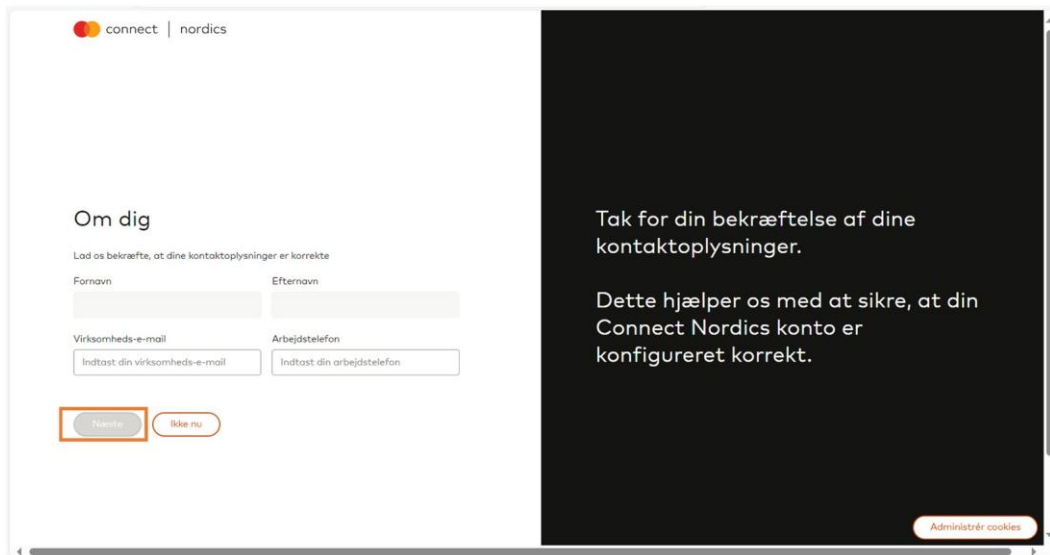 connect | nordics
Om dig
Lad os bekræfte, at dine kontaktoplysninger er korrekte
Fornavn
Efternavn
Virksomheds-e-mail
Arbejdstelefon
Indtast din virksomheds-e-mail
Indtast din arbejdstelefon
Næste
Ikke nu
Tak for din bekræftelse af dine
kontaktoplysninger.
Dette hjælper os med at sikre, at din
Connect Nordics konto er
konfigureret korrekt.
Administrér cookies